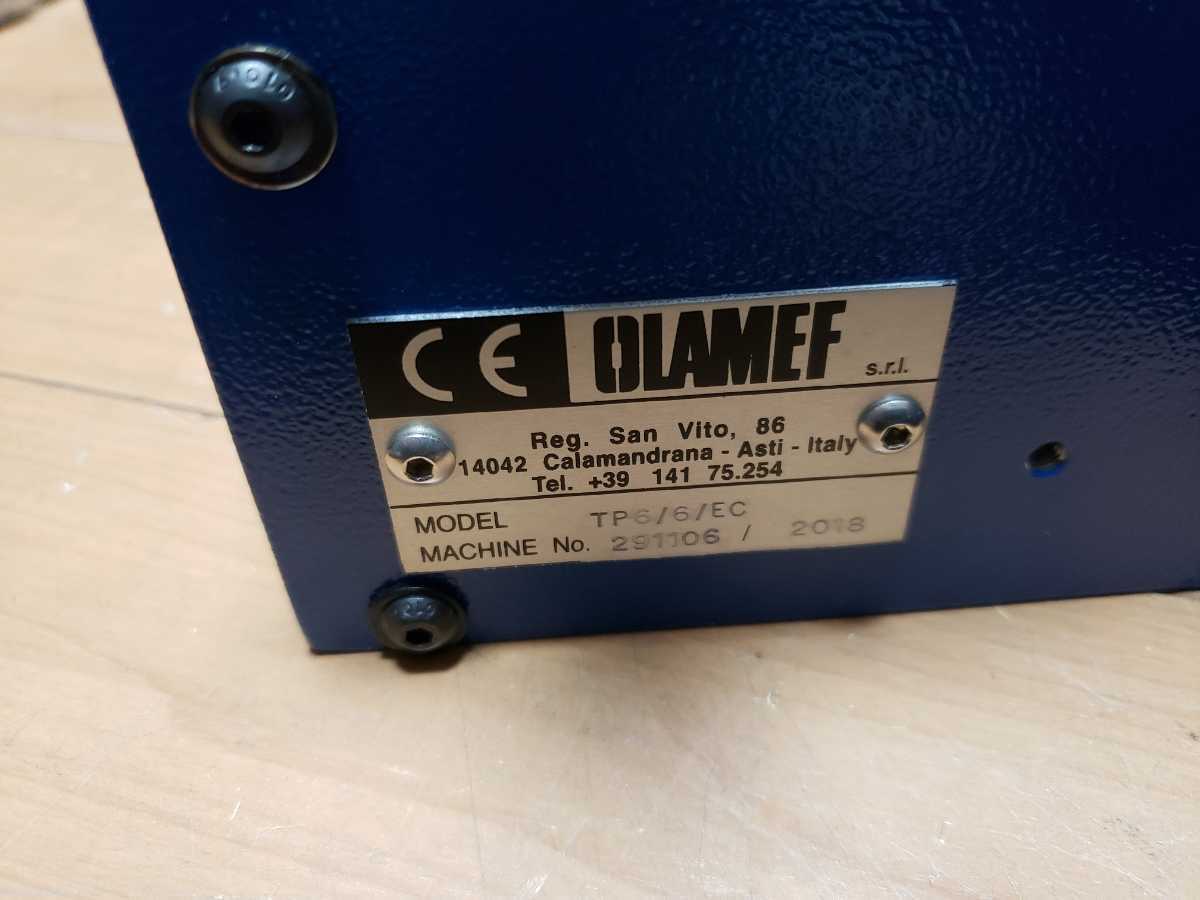 CE OLAMEF s.r.l.
Reg. San Vito, 86
14042 Calamandrana - Asti - Italy
Tel. +39 141 75.254
MODEL TP6/6/EC
MACHINE No. 291106 / 2018